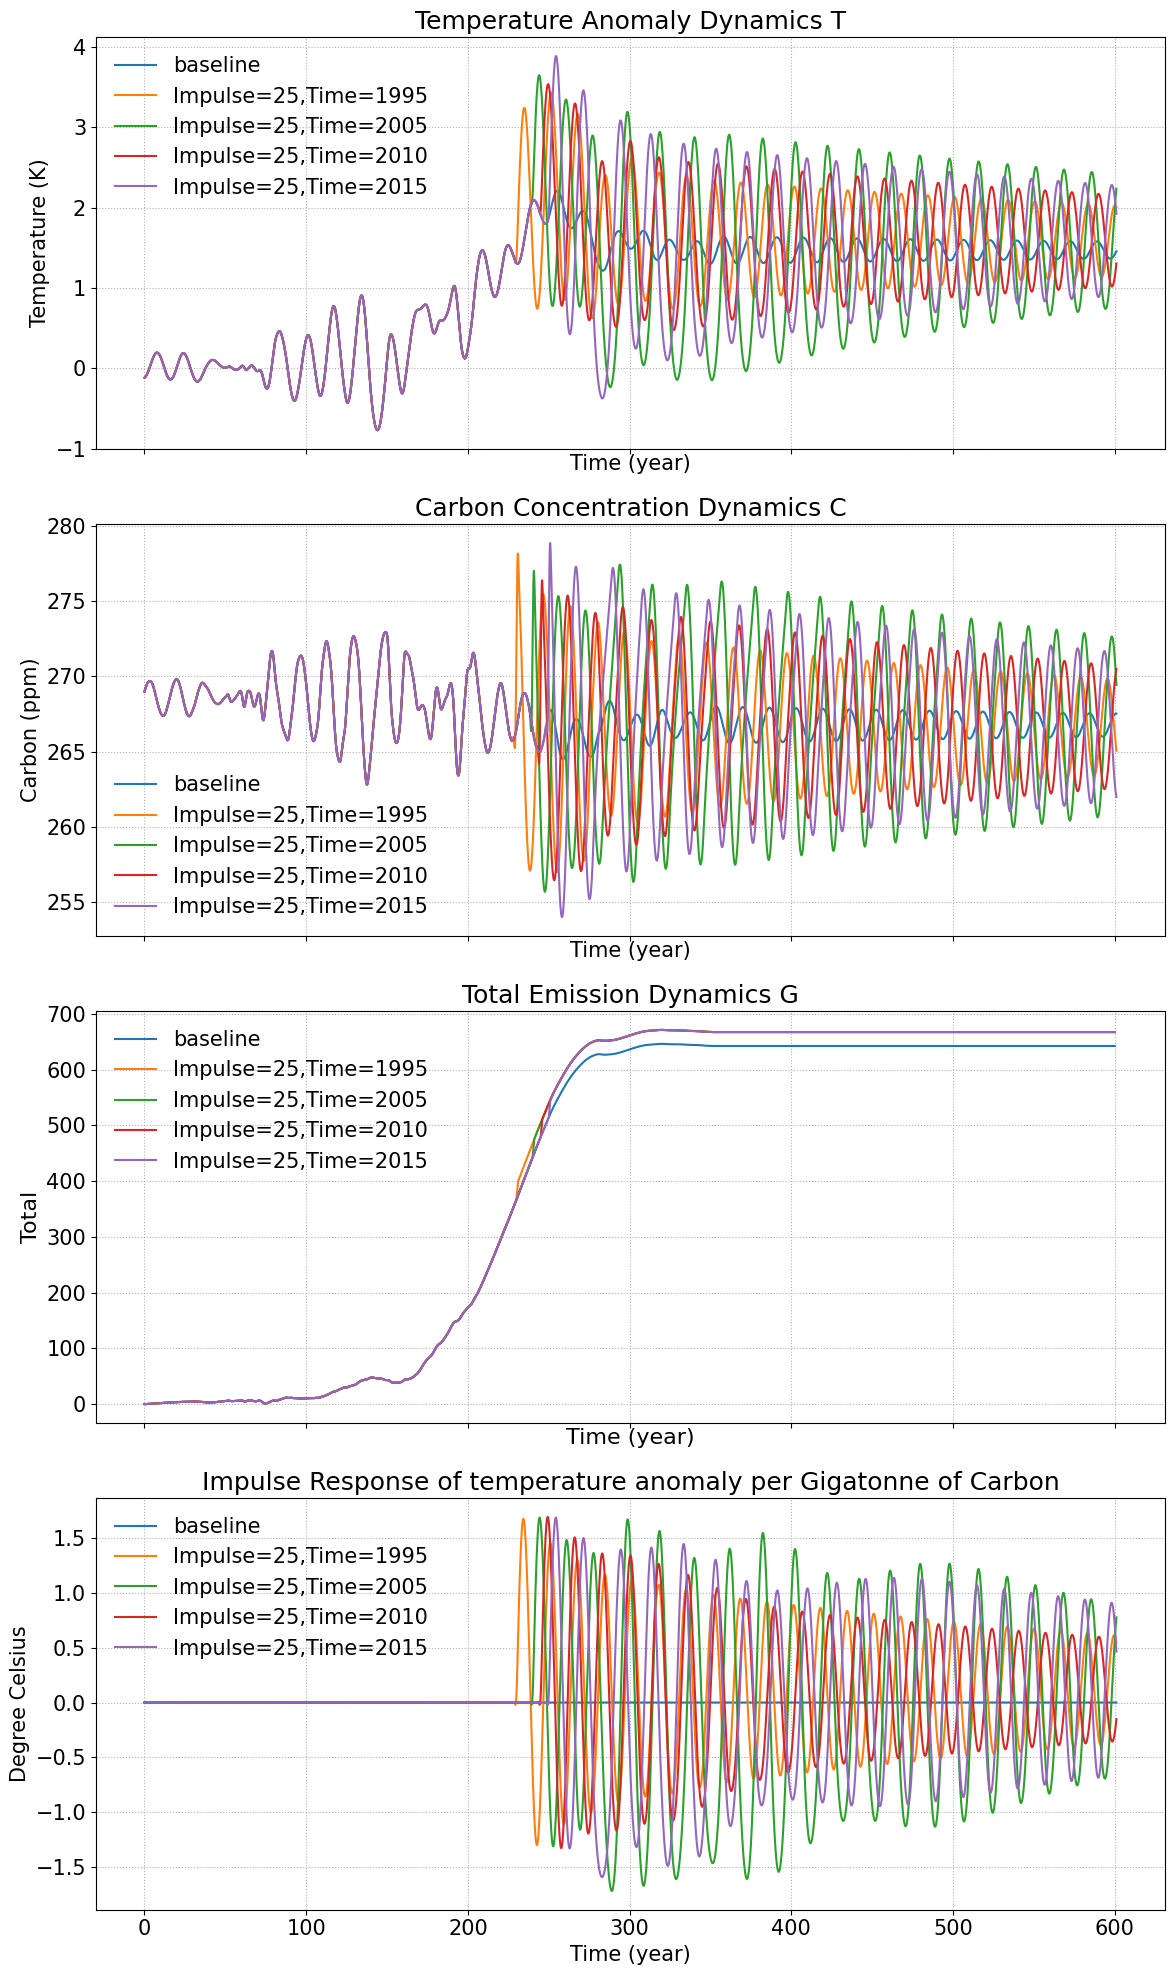 Temperature Anomaly Dynamics T
4
3
2
1
0
−1
Temperature (K)
baseline
Impulse=25,Time=1995
Impulse=25,Time=2005
Impulse=25,Time=2010
Impulse=25,Time=2015
Time (year)
Carbon Concentration Dynamics C
280
275
270
265
260
255
Carbon (ppm)
baseline
Impulse=25,Time=1995
Impulse=25,Time=2005
Impulse=25,Time=2010
Impulse=25,Time=2015
Time (year)
Total Emission Dynamics G
700
600
500
400
300
200
100
0
Total
baseline
Impulse=25,Time=1995
Impulse=25,Time=2005
Impulse=25,Time=2010
Impulse=25,Time=2015
Time (year)
Impulse Response of temperature anomaly per Gigatonne of Carbon
1.5
1.0
0.5
0.0
−0.5
−1.0
−1.5
Degree Celsius
baseline
Impulse=25,Time=1995
Impulse=25,Time=2005
Impulse=25,Time=2010
Impulse=25,Time=2015
0 100 200 300 400 500 600
Time (year)